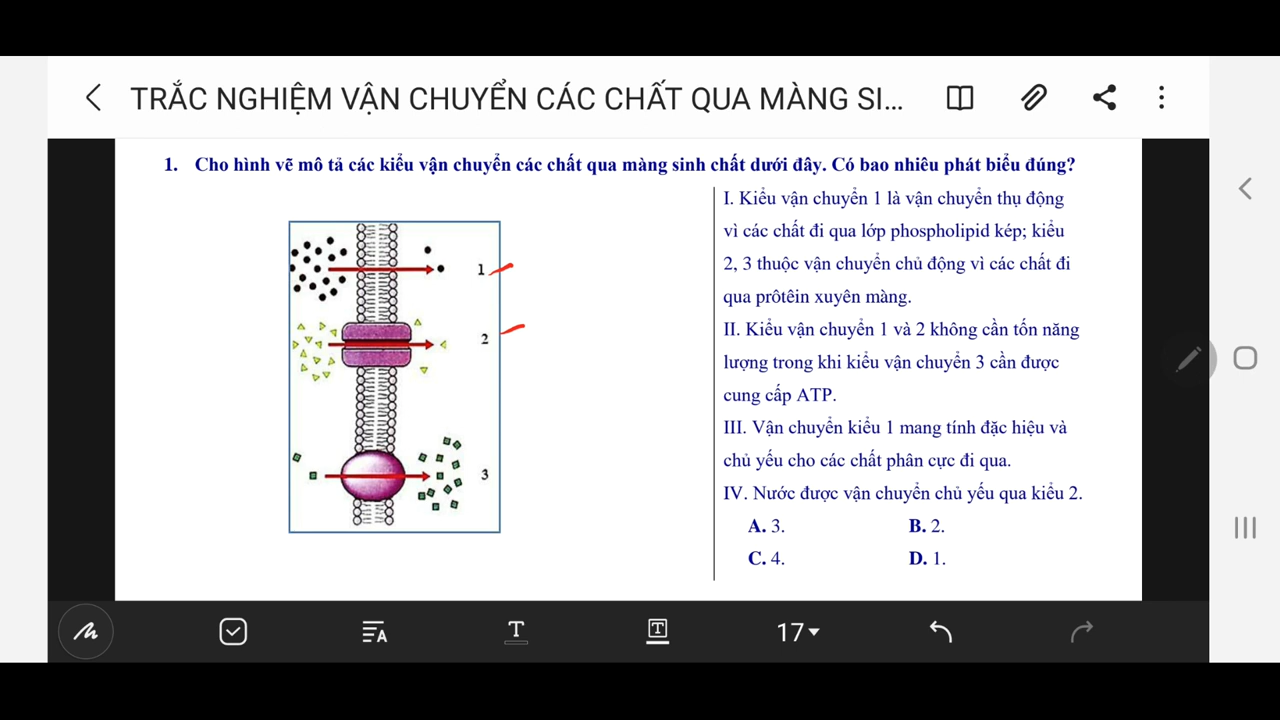 TRẮC NGHIỆM VẬN CHUYỂN CÁC CHẤT QUA MÀNG SI...
1. Cho hình vẽ mô tả các kiểu vận chuyển các chất qua màng sinh chất dưới đây. Có bao nhiêu phát biểu đúng?
1
2
3
I. Kiểu vận chuyển 1 là vận chuyển thụ động
vì các chất đi qua lớp phospholipid kép; kiểu
2, 3 thuộc vận chuyển chủ động vì các chất đi
qua prôtêin xuyên màng.
II. Kiểu vận chuyển 1 và 2 không cần tốn năng
lượng trong khi kiểu vận chuyển 3 cần được
cung cấp ATP.
III. Vận chuyển kiểu 1 mang tính đặc hiệu và
chủ yếu cho các chất phân cực đi qua.
IV. Nước được vận chuyển chủ yếu qua kiểu 2.
A. 3. B. 2.
C. 4. D. 1.
A T T 17